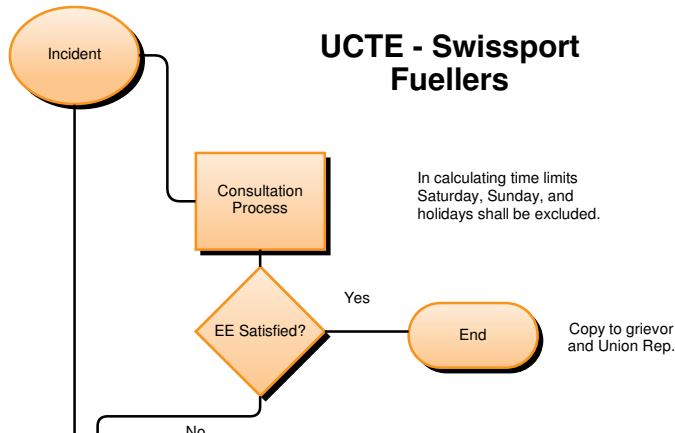 UCTE - Swissport
Fuellers
Incident
Consultation
Process
In calculating time limits
Saturday, Sunday, and
holidays shall be excluded.
EE Satisfied?
Yes
End
Copy to grievor
and Union Rep.
No